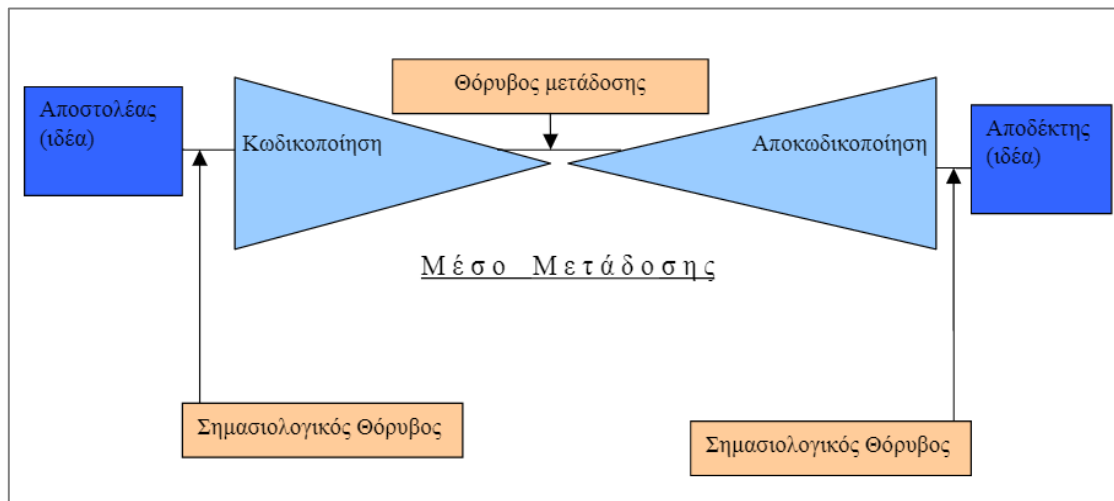 Θόρυβος μετάδοσης
Αποστολέας
(ιδέα)
Κωδικοποίηση
Αποκωδικοποίηση
Αποδέκτης
(ιδέα)
Μέσο Μετάδοσης
Σημασιολογικός Θόρυβος
Σημασιολογικός Θόρυβος